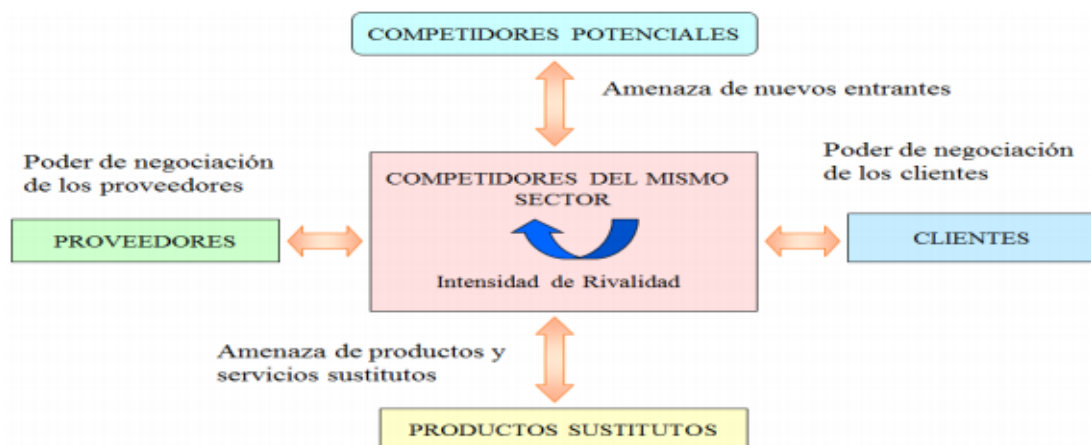 COMPETIDORES POTENCIALES
Amenaza de nuevos entrantes
Poder de negociación
de los proveedores
Poder de negociación
de los clientes
COMPETIDORES DEL MISMO
SECTOR
PROVEEDORES
CLIENTES
Intensidad de Rivalidad
Amenaza de productos y
servicios sustitutos
PRODUCTOS SUSTITUTOS